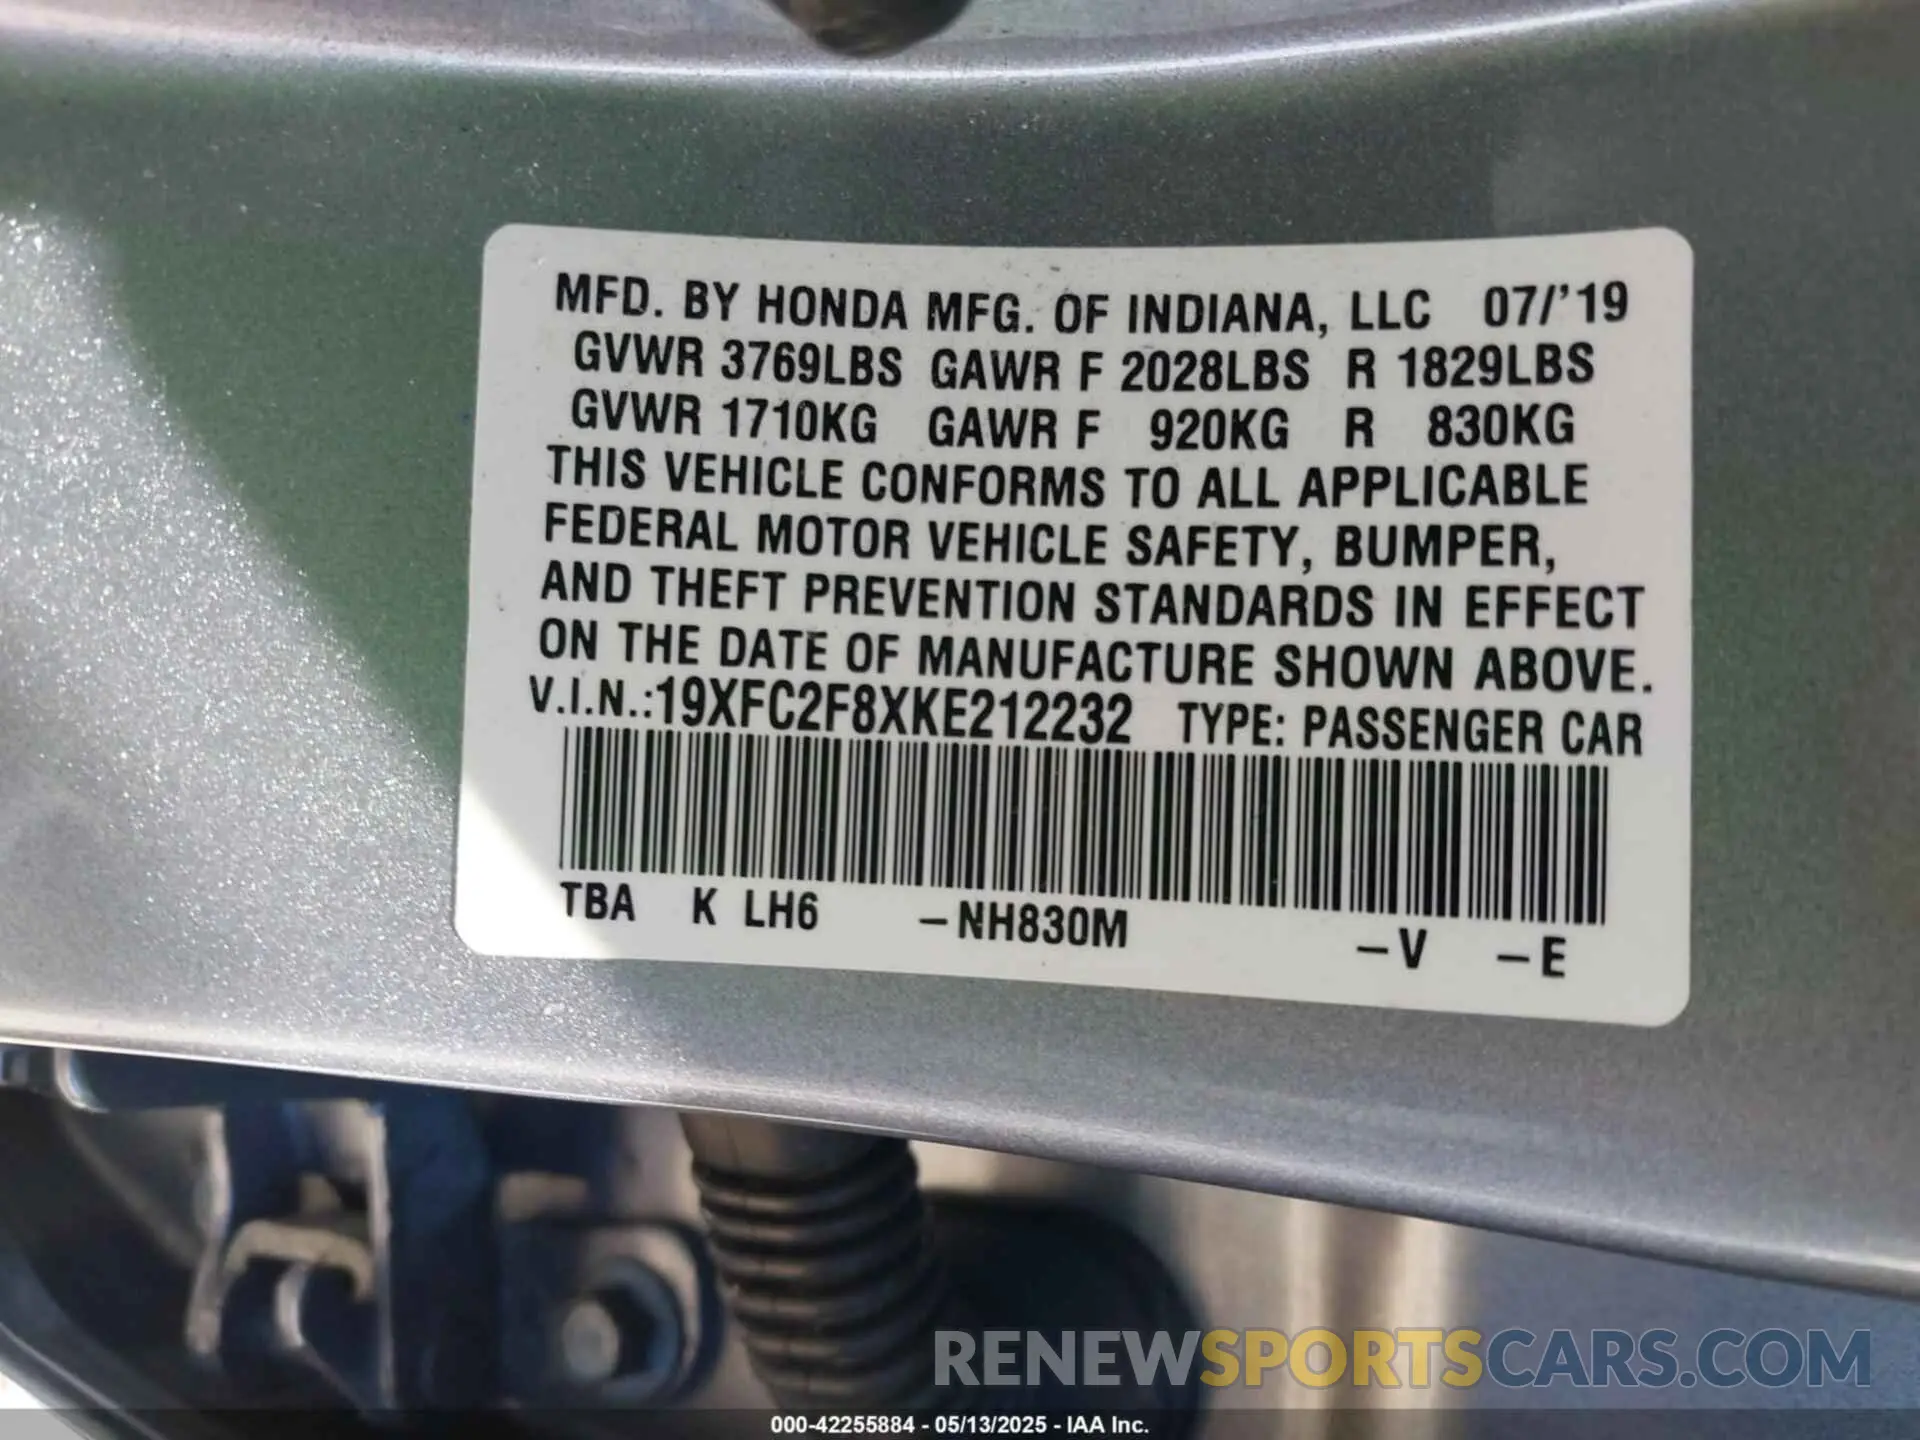 MFD. BY HONDA MFG. OF INDIANA, LLC 07/'19
GVWR 3769LBS GAWR F 2028LBS R 1829LBS
GVWR 1710KG GAWR F 920KG R 830KG
THIS VEHICLE CONFORMS TO ALL APPLICABLE
FEDERAL MOTOR VEHICLE SAFETY, BUMPER,
AND THEFT PREVENTION STANDARDS IN EFFECT
ON THE DATE OF MANUFACTURE SHOWN ABOVE.
V.I.N.:19XFC2F8XKE212232 TYPE: PASSENGER CAR
TBA K LH6 –NH830M –V –E
RENEWSPORTSCARS.COM
000-42255884 - 05/13/2025 - IAA Inc.